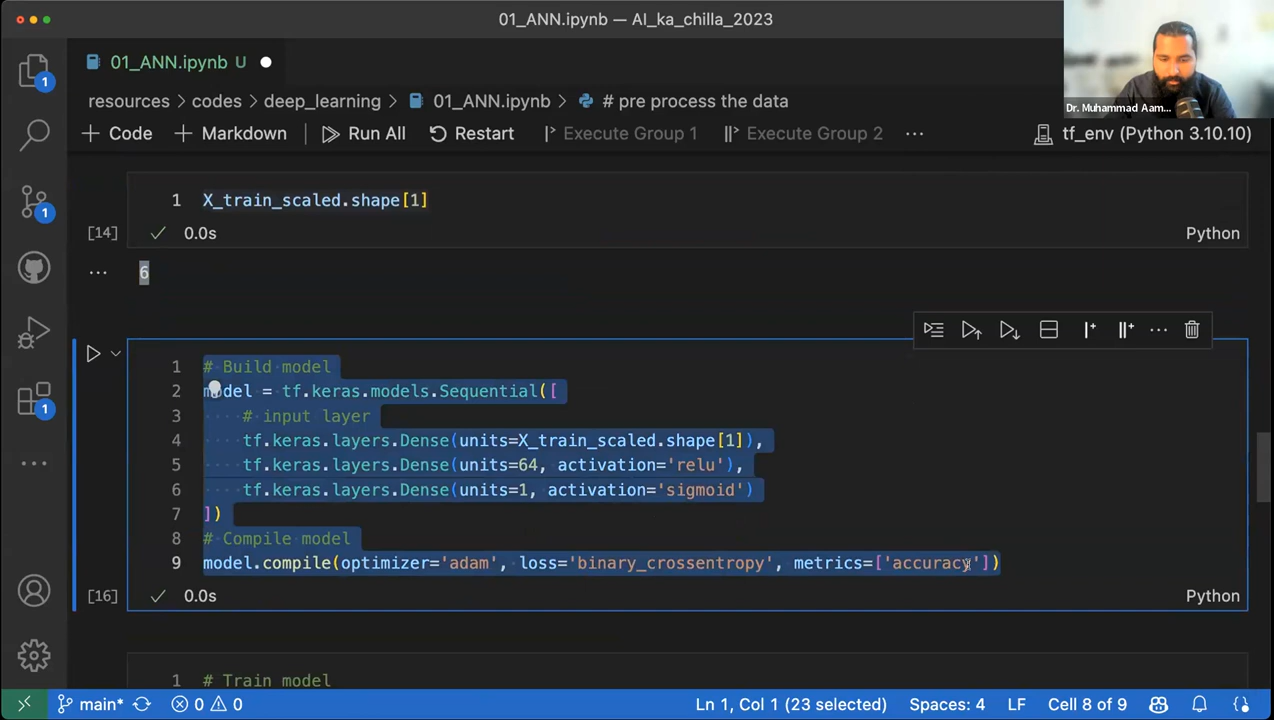 01_ANN.ipynb — AI_ka_chilla_2023
01_ANN.ipynb U
resources > codes > deep_learning > 01_ANN.ipynb > # pre process the data
Dr. Muhammad Aam...
+ Code + Markdown Run All Restart Execute Group 1 Execute Group 2 ... tf_env (Python 3.10.10)
1 X_train_scaled.shape[1]
[14] 0.0s Python
... 6
1 # Build model
2 model = tf.keras.models.Sequential([
3 # input layer
4 tf.keras.layers.Dense(units=X_train_scaled.shape[1]),
5 tf.keras.layers.Dense(units=64, activation='relu'),
6 tf.keras.layers.Dense(units=1, activation='sigmoid')
7 ])
8 # Compile model
9 model.compile(optimizer='adam', loss='binary_crossentropy', metrics=['accuracy'])
[16] 0.0s Python
1 # Train model
1
1
1
main* 0 0 Ln 1, Col 1 (23 selected) Spaces: 4 LF Cell 8 of 9